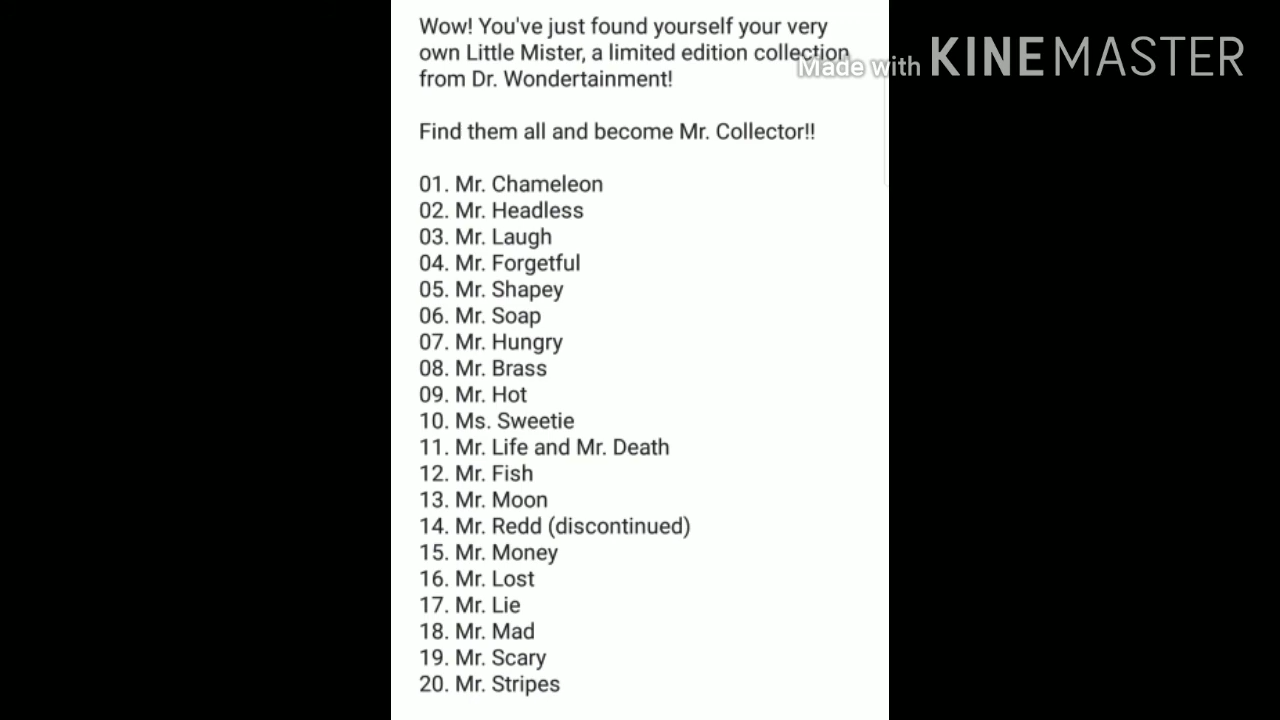 Wow! You've just found yourself your very
own Little Mister, a limited edition collection
from Dr. Wondertainment!
Made with KINEMASTER
Find them all and become Mr. Collector!!
01. Mr. Chameleon
02. Mr. Headless
03. Mr. Laugh
04. Mr. Forgetful
05. Mr. Shapey
06. Mr. Soap
07. Mr. Hungry
08. Mr. Brass
09. Mr. Hot
10. Ms. Sweetie
11. Mr. Life and Mr. Death
12. Mr. Fish
13. Mr. Moon
14. Mr. Redd (discontinued)
15. Mr. Money
16. Mr. Lost
17. Mr. Lie
18. Mr. Mad
19. Mr. Scary
20. Mr. Stripes